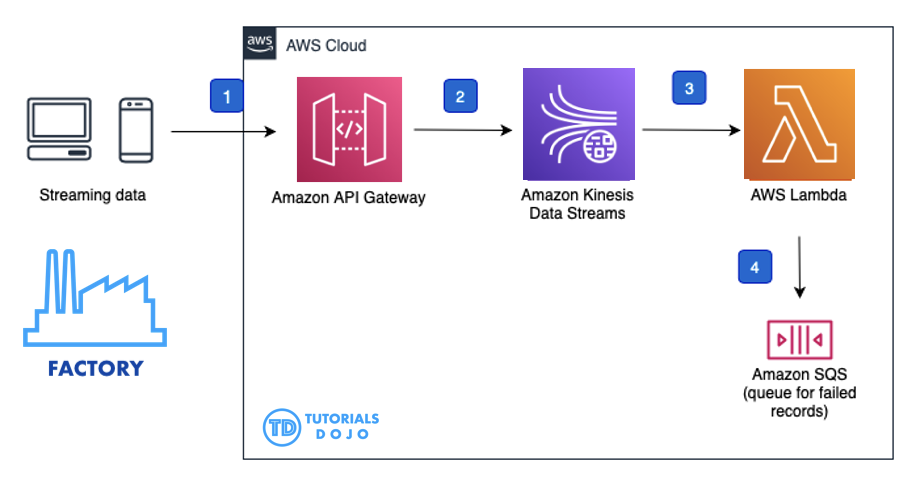 aws
AWS Cloud
1
2
3
</>
Streaming data
Amazon API Gateway
Amazon Kinesis
Data Streams
AWS Lambda
4
FACTORY
Amazon SQS
(queue for failed
records)
TD
TUTORIALS
DOJO